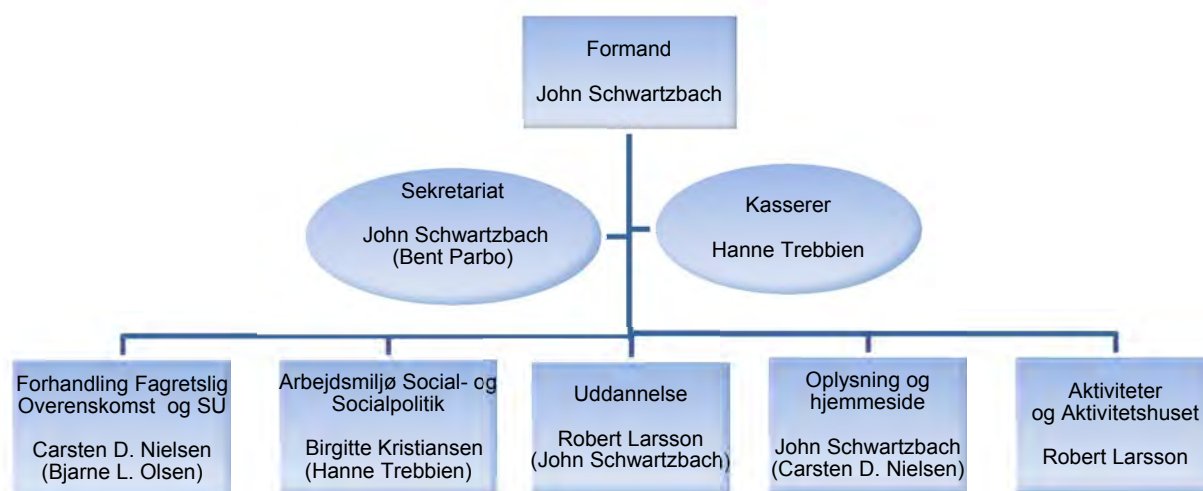 Formand
John Schwartzbach
Sekretariat
John Schwartzbach
(Bent Parbo)
Kasserer
Hanne Trebbien
Forhandling Fagretslig
Overenskomst og SU
Carsten D. Nielsen
(Bjarne L. Olsen)
Arbejdsmiljø Social- og
Socialpolitik
Birgitte Kristiansen
(Hanne Trebbien)
Uddannelse
Robert Larsson
(John Schwartzbach)
Oplysning og
hjemmeside
John Schwartzbach
(Carsten D. Nielsen)
Aktiviteter
og Aktivitetshuset
Robert Larsson